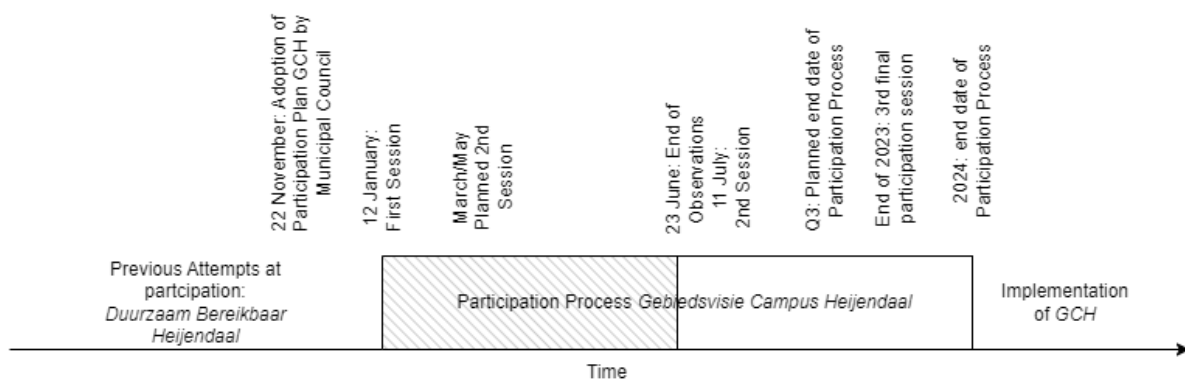 22 November: Adoption of
Participation Plan GCH by
Municipal Council
12 January:
First Session
March/May
Planned 2nd
Session
23 June: End of
Observations
11 July:
2nd Session
Q3: Planned end date of
Participation Process
End of 2023: 3rd final
participation session
2024: end date of
Participation Process
Previous Attempts at
partcipation:
Duurzaam Bereikbaar
Heijendaal
Participation Process Gebiedsvisie Campus Heijendaal
Implementation
of GCH
Time